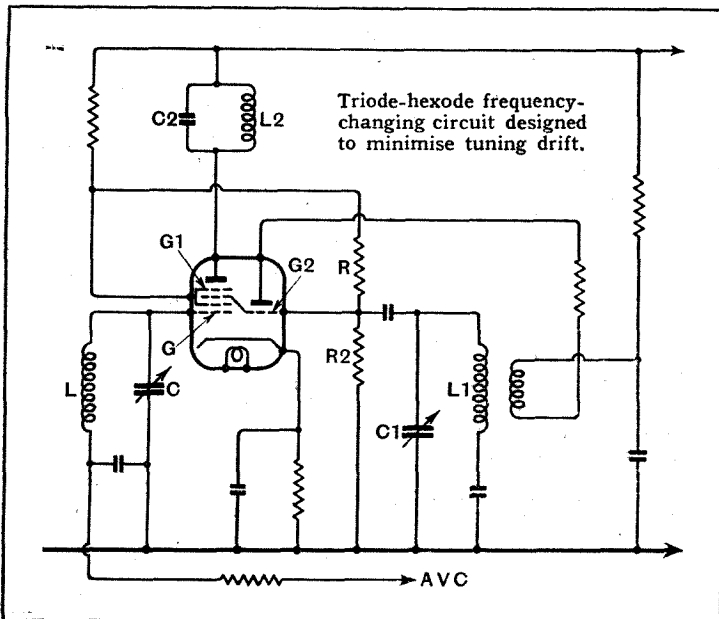 Triode-hexode frequency-
changing circuit designed
to minimise tuning drift.
C2
L2
G1
G2
R
G
R2
L
C
C1
L1
AVC